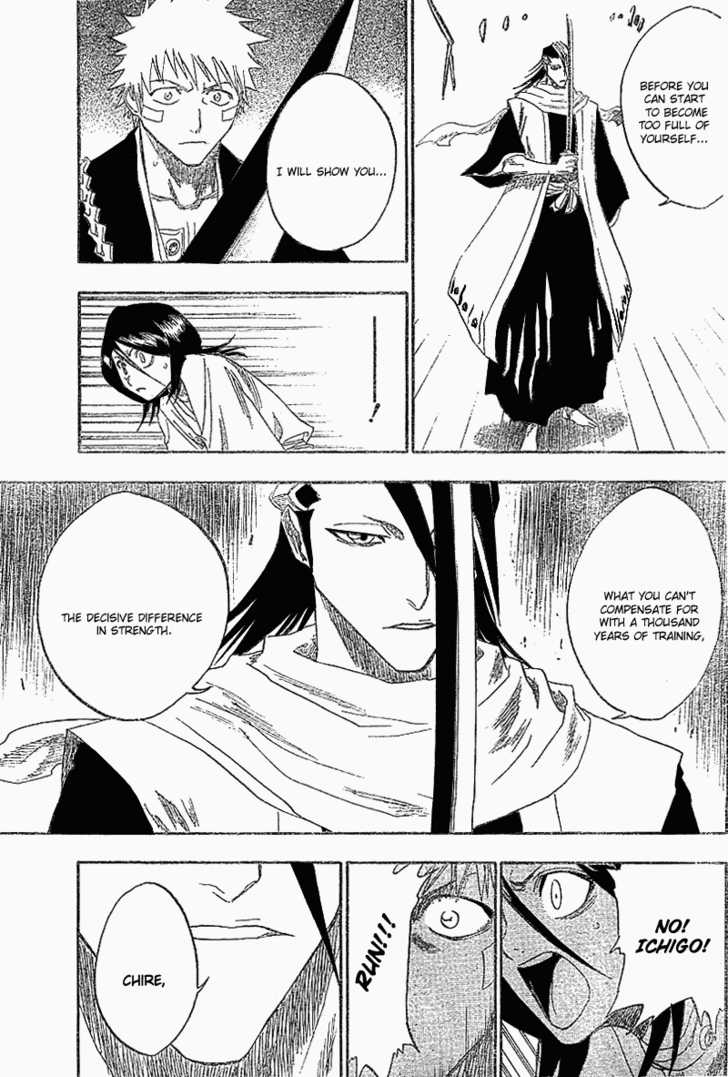 BEFORE YOU
CAN START
TO BECOME
TOO FULL OF
YOURSELF...
I WILL SHOW YOU...
!
WHAT YOU CAN'T
COMPENSATE FOR
WITH A THOUSAND
YEARS OF TRAINING,
THE DECISIVE DIFFERENCE
IN STRENGTH.
NO!
ICHIGO!
RUN!!!
CHIRE,